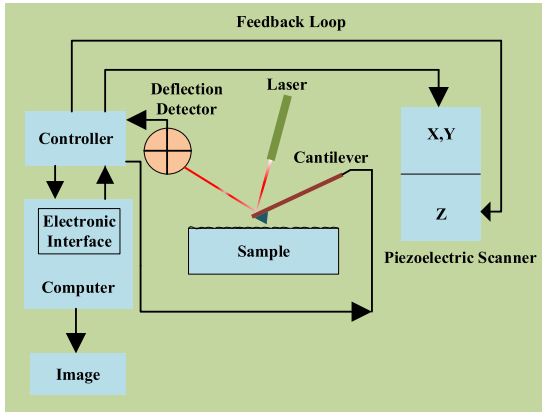 Feedback Loop
Deflection
Detector
Laser
Controller
Cantilever
X,Y
Z
Electronic
Interface
Sample
Piezoelectric Scanner
Computer
Image